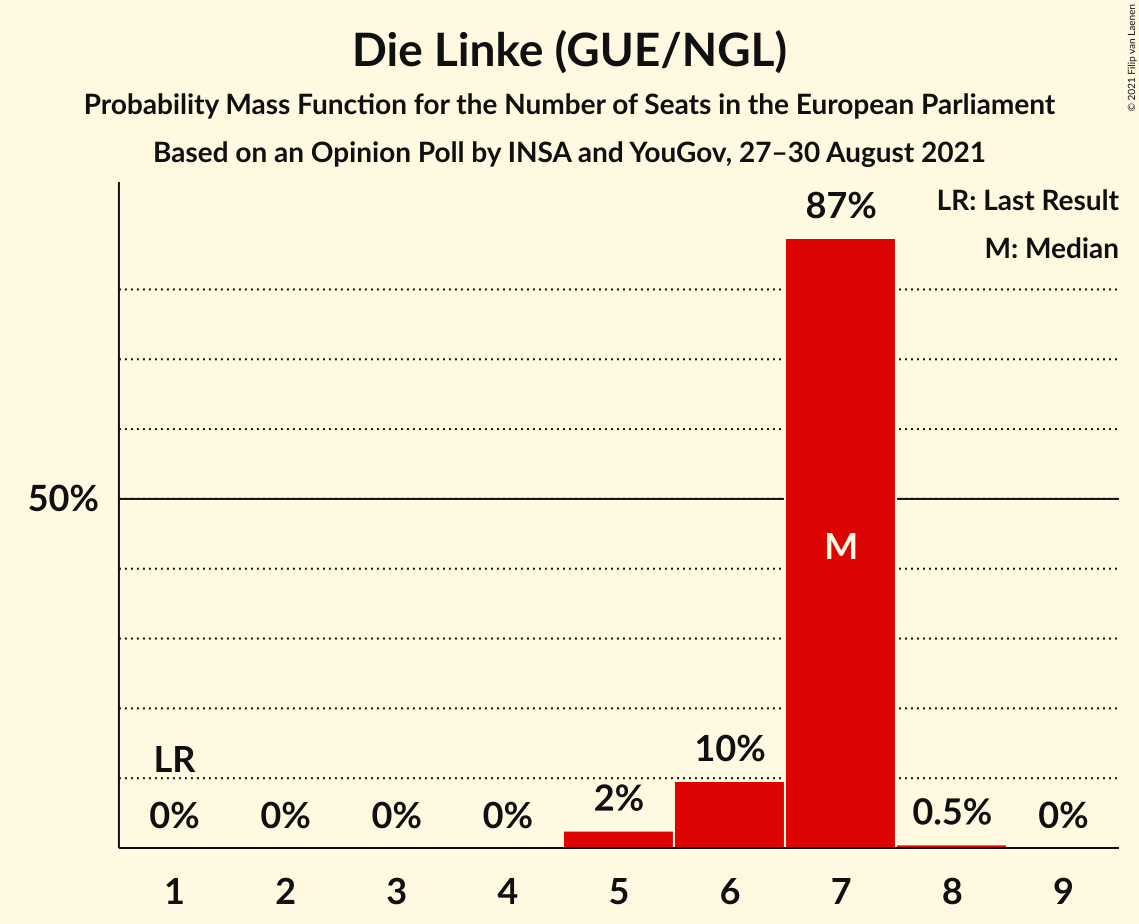 Die Linke (GUE/NGL)
Probability Mass Function for the Number of Seats in the European Parliament
Based on an Opinion Poll by INSA and YouGov, 27–30 August 2021
© 2021 Filip van Laenen
LR: Last Result
M: Median
87%
50%
M
LR
10%
0%
0%
0%
0%
2%
0.5%
0%
1
2
3
4
5
6
7
8
9